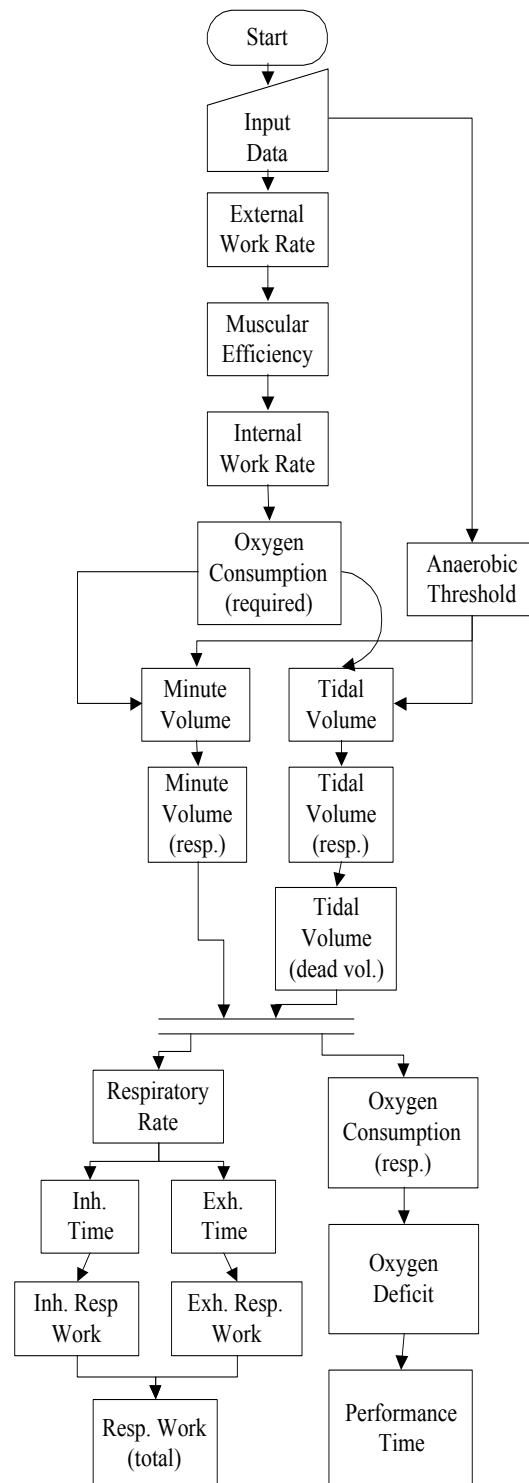 Start
Input
Data
External
Work Rate
Muscular
Efficiency
Internal
Work Rate
Oxygen
Consumption
(required)
Anaerobic
Threshold
Minute
Volume
Tidal
Volume
Minute
Volume
(resp.)
Tidal
Volume
(resp.)
Tidal
Volume
(dead vol.)
Respiratory
Rate
Oxygen
Consumption
(resp.)
Inh.
Time
Exh.
Time
Inh. Resp
Work
Exh. Resp.
Work
Oxygen
Deficit
Resp. Work
(total)
Performance
Time